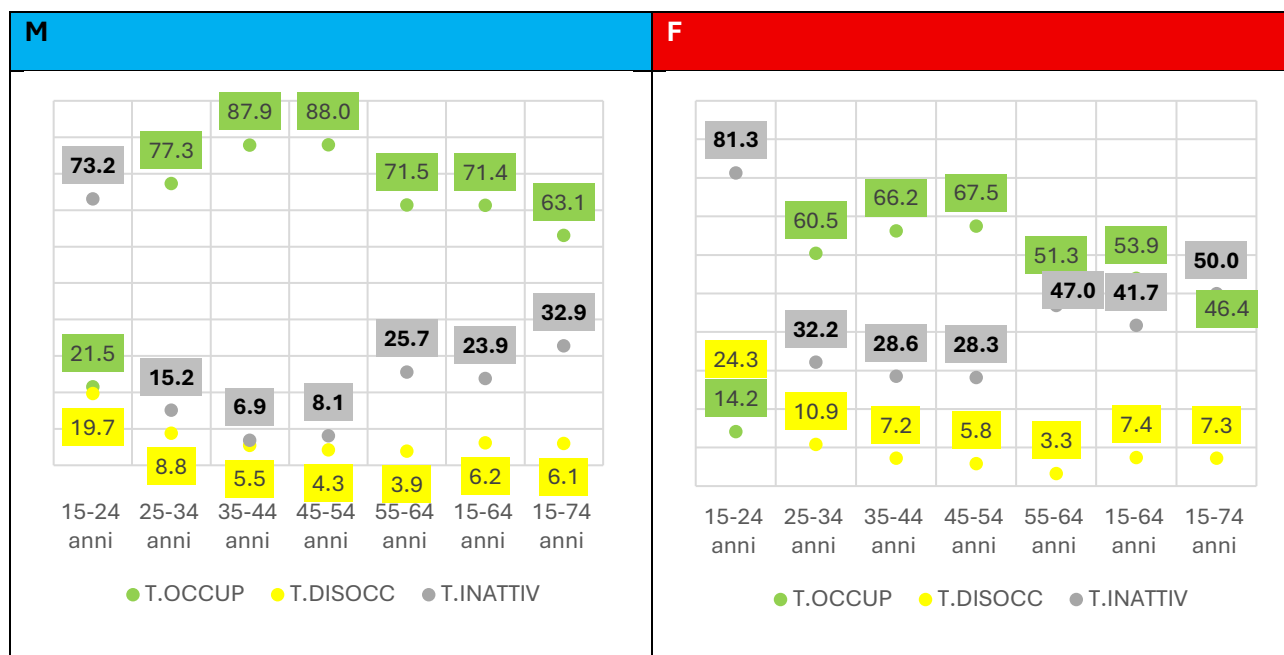 M
87.9
88.0
77.3
73.2
71.5
71.4
63.1
32.9
25.7
23.9
21.5
15.2
6.9
8.1
19.7
8.8
5.5
4.3
3.9
6.2
6.1
15-24 anni
25-34 anni
35-44 anni
45-54 anni
55-64 anni
15-64 anni
15-74 anni
T.OCCUP
T.DISOCC
T.INATTIV
F
81.3
60.5
66.2
67.5
51.3
53.9
50.0
47.0
41.7
46.4
32.2
28.6
28.3
24.3
14.2
10.9
7.2
5.8
3.3
7.4
7.3
15-24 anni
25-34 anni
35-44 anni
45-54 anni
55-64 anni
15-64 anni
15-74 anni
T.OCCUP
T.DISOCC
T.INATTIV